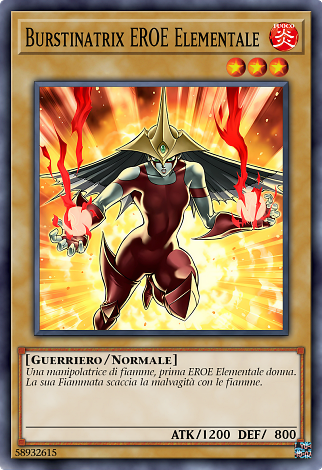 Burstinatrix EROE Elementale
FUOCO
炎
[Guerriero/Normale]
Una manipolatrice di fiamme, prima EROE Elementale donna.
La sua Fiammata scaccia la malvagità con le fiamme.
ATK/1200 DEF/ 800
58932615